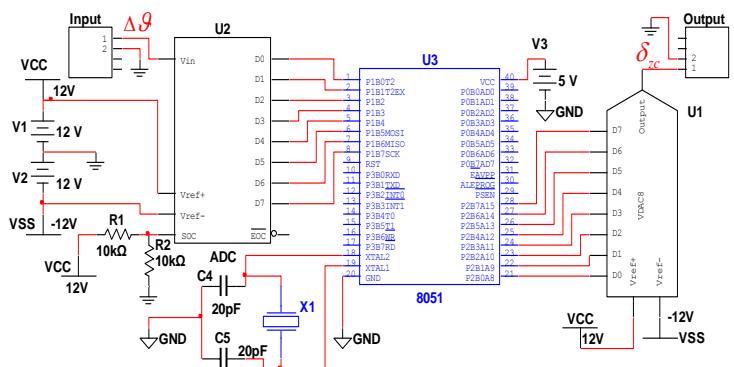 Input
Δϑ
1
2
VCC
12V
V1
12 V
V2
12 V
VSS
-12V
R1
10kΩ
R2
10kΩ
VCC
12V
U2
Vin
Vref+
Vref-
SOC
EOC
D0
D1
D2
D3
D4
D5
D6
D7
ADC
C4
20pF
C5
20pF
X1
GND
GND
U3
1 P1B0T2
2 P1B1T2EX
3 P1B2
4 P1B3
5 P1B4
6 P1B5MOSI
7 P1B6MISO
8 P1B7SCK
9 RST
10 P3B0RXD
11 P3B1TXD
12 P3B2INT0
13 P3B3INT1
14 P3B4T0
15 P3B5T1
16 P3B6WR
17 P3B7RD
18 XTAL2
19 XTAL1
20 GND
VCC 40
P0B0AD0 39
P0B1AD1 38
P0B2AD2 37
P0B3AD3 36
P0B4AD4 35
P0B5AD5 34
P0B6AD6 33
P0B7AD7 32
EAVPP 31
ALEPROG 30
PSEN 29
P2B7A15 28
P2B6A14 27
P2B5A13 26
P2B4A12 25
P2B3A11 24
P2B2A10 23
P2B1A9 22
P2B0A8 21
8051
V3
5 V
GND
Output
2
1
δzc
U1
Output
D7
D6
D5
D4
D3
D2
D1
D0
VDAC8
Vref+
Vref-
VCC
12V
-12V
VSS